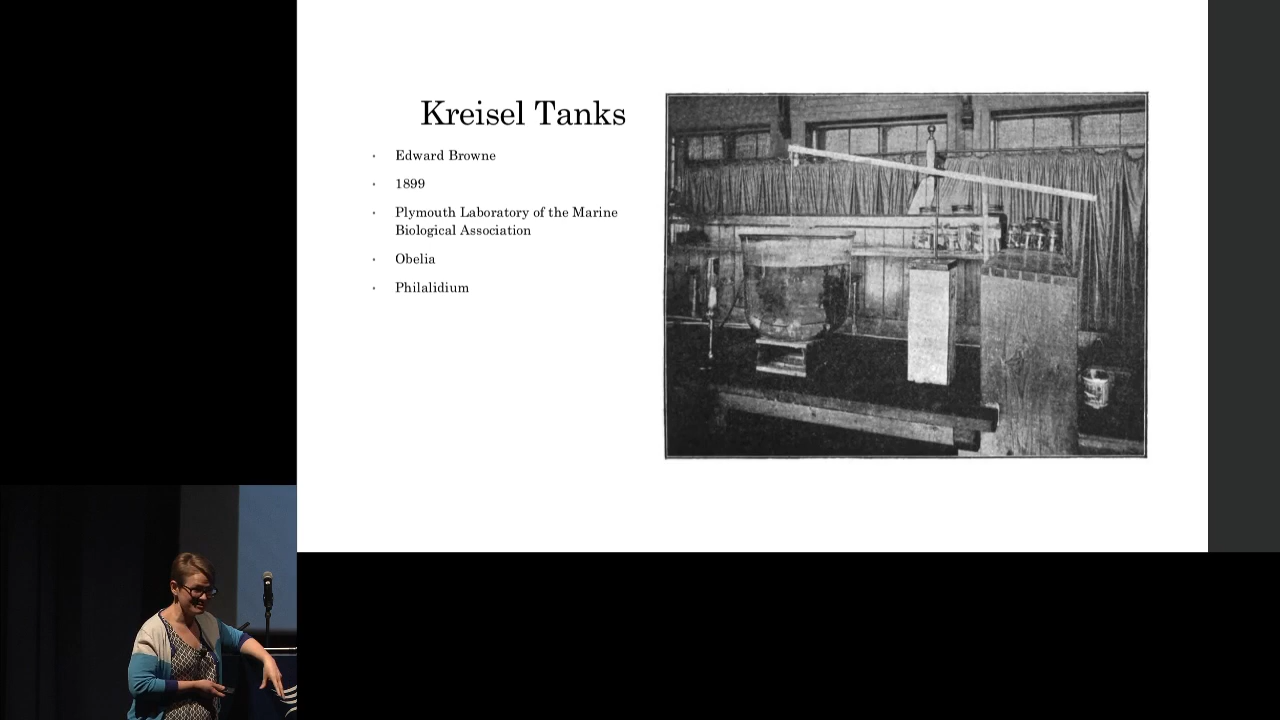 Kreisel Tanks
Edward Browne
1899
Plymouth Laboratory of the Marine
Biological Association
Obelia
Philalidium